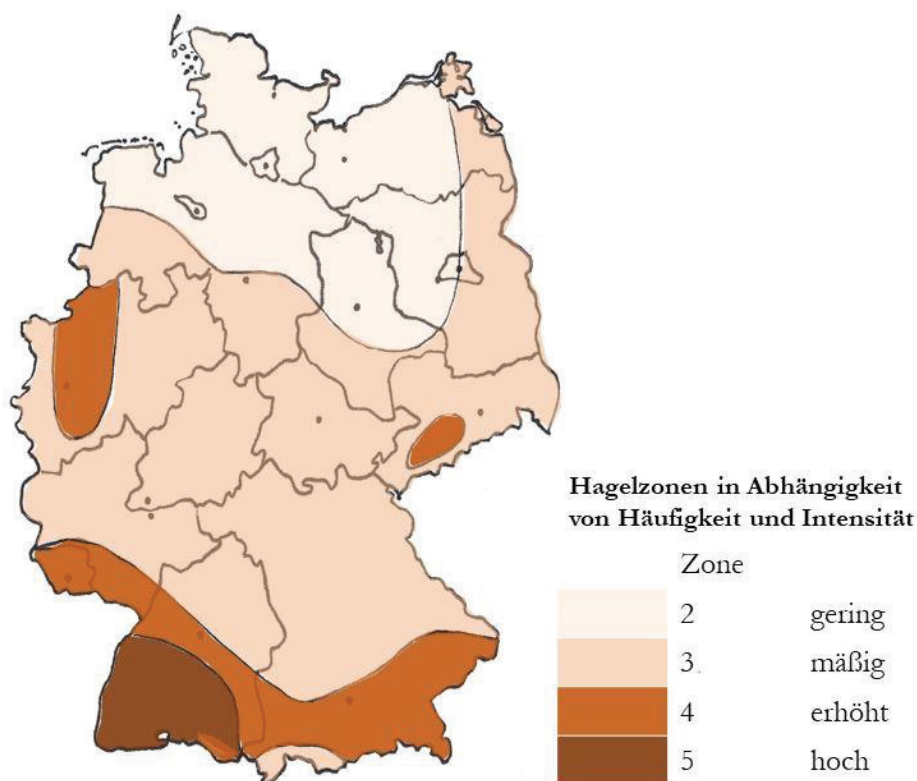 Hagelzonen in Abhängigkeit
von Häufigkeit und Intensität
Zone
2 gering
3 mäßig
4 erhöht
5 hoch